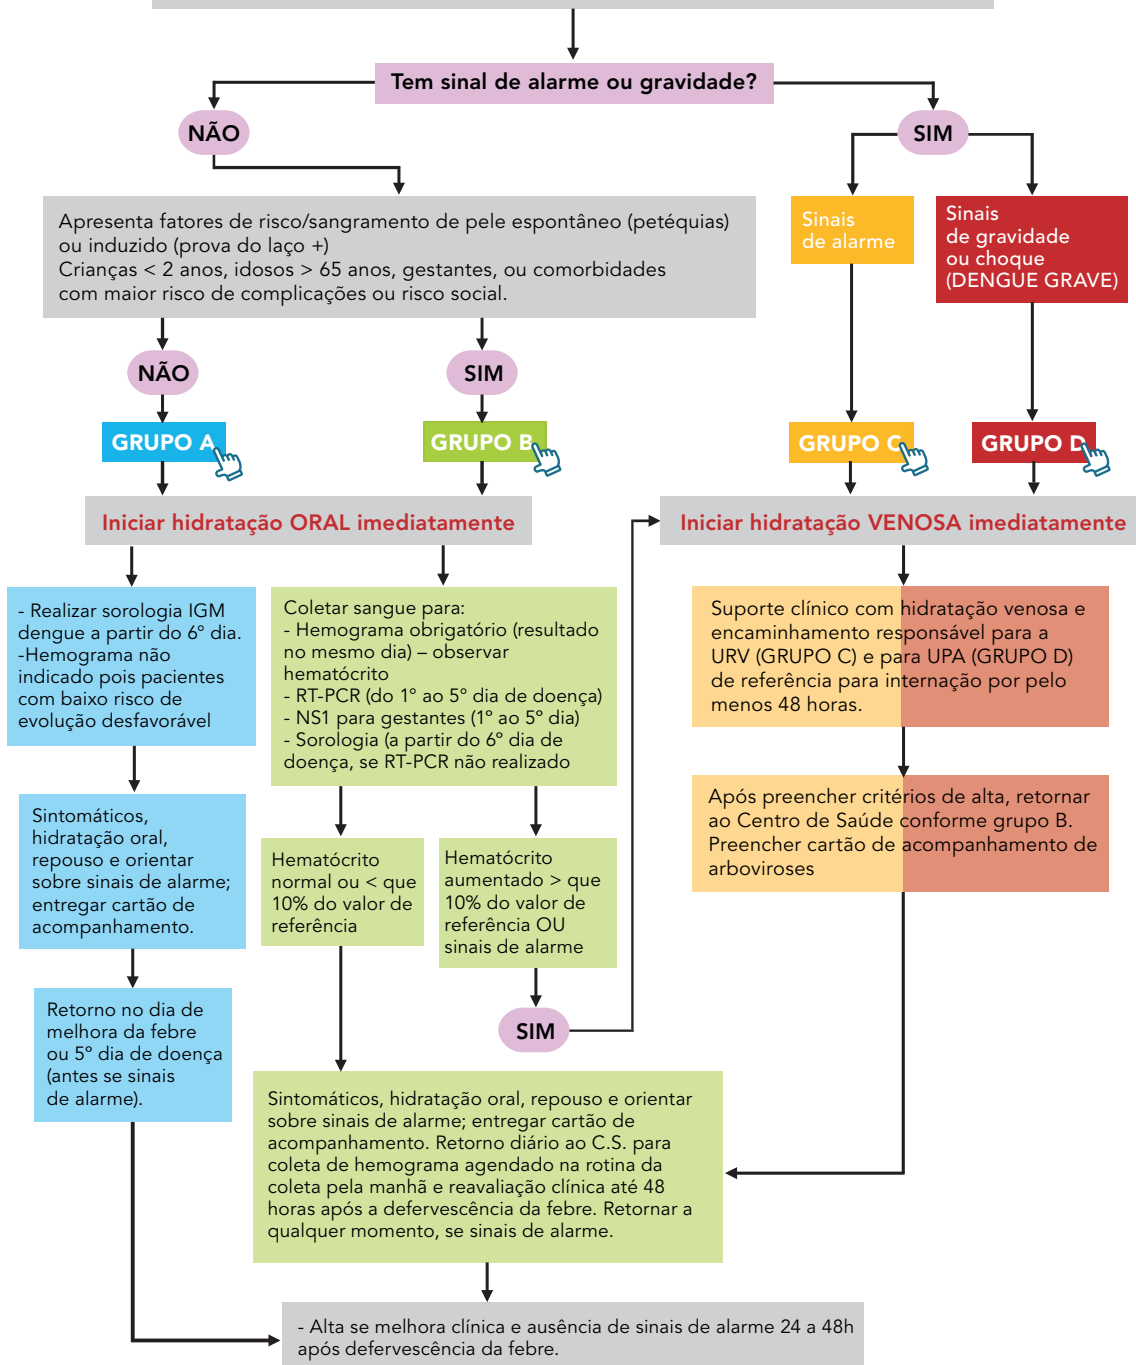 Tem sinal de alarme ou gravidade?
NÃO
SIM
Apresenta fatores de risco/sangramento de pele espontâneo (petéquias)
ou induzido (prova do laço +)
Crianças < 2 anos, idosos > 65 anos, gestantes, ou comorbidades
com maior risco de complicações ou risco social.
Sinais
de alarme
Sinais
de gravidade
ou choque
(DENGUE GRAVE)
NÃO
SIM
GRUPO A
GRUPO B
GRUPO C
GRUPO D
Iniciar hidratação ORAL imediatamente
Iniciar hidratação VENOSA imediatamente
- Realizar sorologia IGM
dengue a partir do 6º dia.
-Hemograma não
indicado pois pacientes
com baixo risco de
evolução desfavorável
Coletar sangue para:
- Hemograma obrigatório (resultado
no mesmo dia) – observar
hematócrito
- RT-PCR (do 1º ao 5º dia de doença)
- NS1 para gestantes (1º ao 5º dia)
- Sorologia (a partir do 6º dia de
doença, se RT-PCR não realizado
Suporte clínico com hidratação venosa e
encaminhamento responsável para a
URV (GRUPO C) e para UPA (GRUPO D)
de referência para internação por pelo
menos 48 horas.
Sintomáticos,
hidratação oral,
repouso e orientar
sobre sinais de alarme;
entregar cartão de
acompanhamento.
Hematócrito
normal ou < que
10% do valor de
referência
Hematócrito
aumentado > que
10% do valor de
referência OU
sinais de alarme
Após preencher critérios de alta, retornar
ao Centro de Saúde conforme grupo B.
Preencher cartão de acompanhamento de
arboviroses
SIM
Retorno no dia de
melhora da febre
ou 5º dia de doença
(antes se sinais
de alarme).
Sintomáticos, hidratação oral, repouso e orientar
sobre sinais de alarme; entregar cartão de
acompanhamento. Retorno diário ao C.S. para
coleta de hemograma agendado na rotina da
coleta pela manhã e reavaliação clínica até 48
horas após a defervescência da febre. Retornar a
qualquer momento, se sinais de alarme.
- Alta se melhora clínica e ausência de sinais de alarme 24 a 48h
após defervescência da febre.